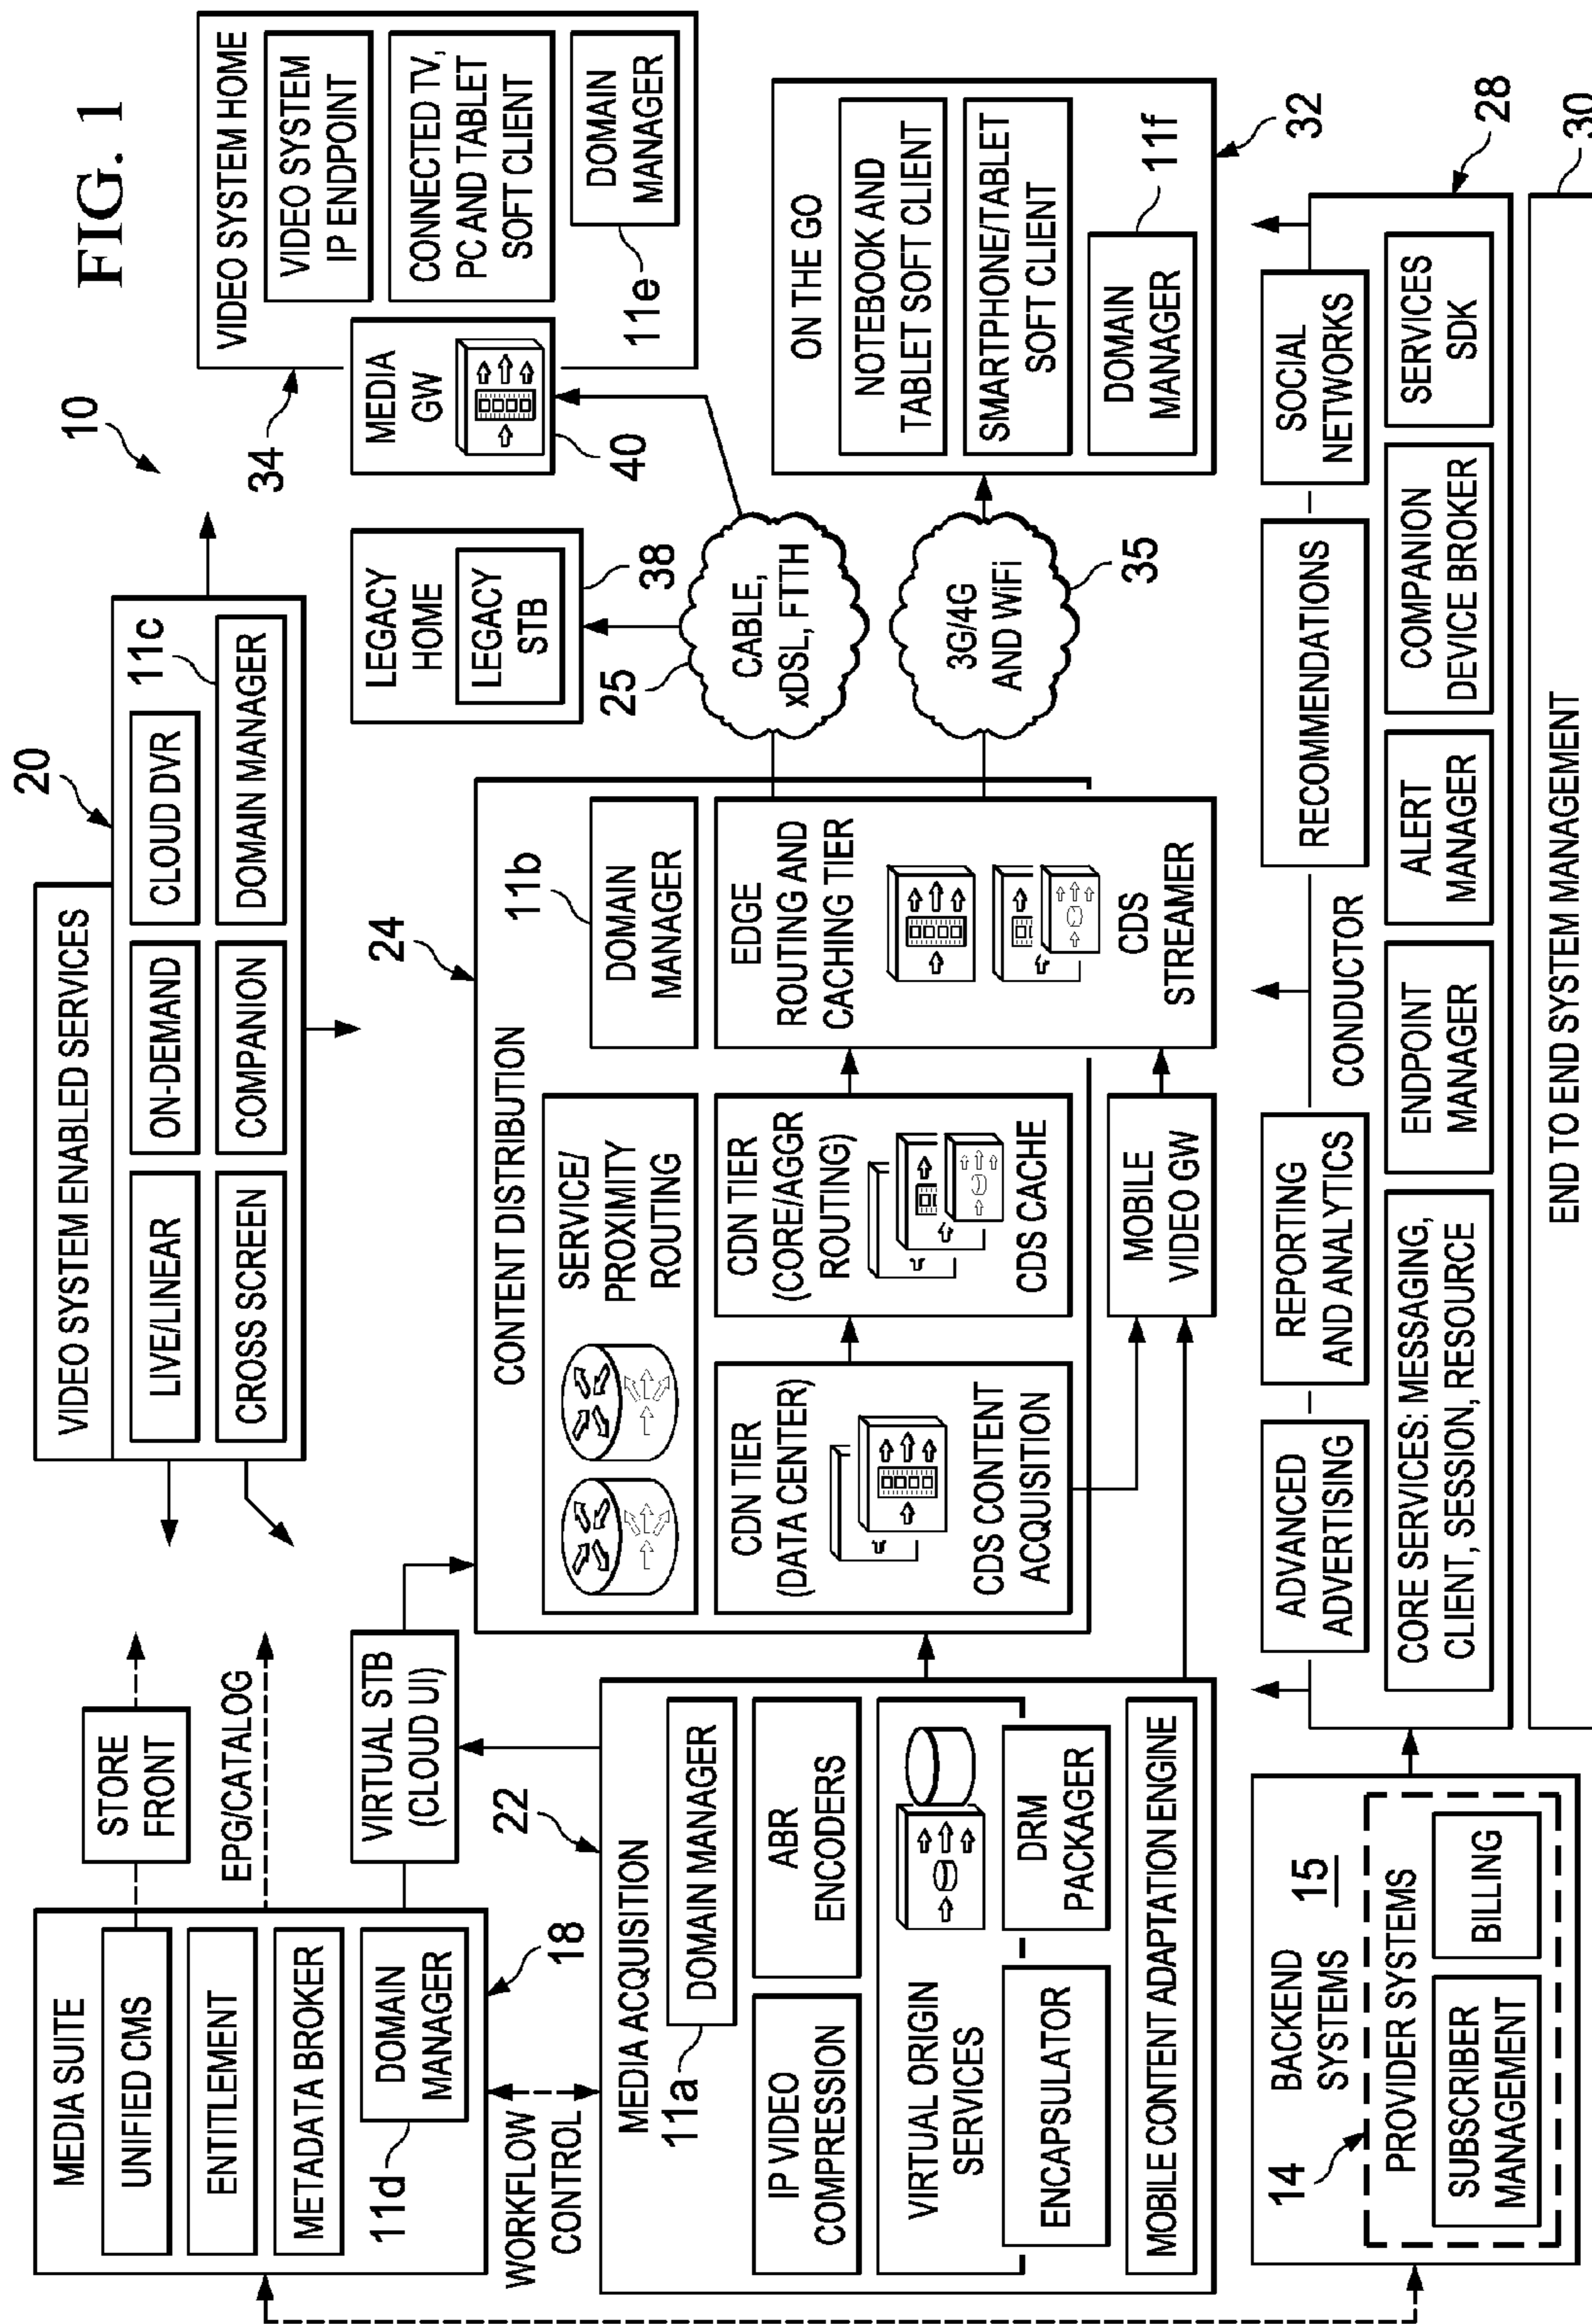 FIG. 1
10
MEDIA SUITE
UNIFIED CMS
ENTITLEMENT
METADATA BROKER
DOMAIN
MANAGER
11d
18
STORE
FRONT
EPG/CATALOG
VIRTUAL STB
(CLOUD UI)
WORKFLOW
CONTROL
VIDEO SYSTEM ENABLED SERVICES
20
LIVE/LINEAR
ON-DEMAND
CLOUD DVR
CROSS SCREEN
COMPANION
DOMAIN MANAGER
11c
MEDIA ACQUISITION
22
DOMAIN MANAGER
11a
IP VIDEO
COMPRESSION
ABR
ENCODERS
VIRTUAL ORIGIN
SERVICES
ENCAPSULATOR
DRM
PACKAGER
MOBILE CONTENT ADAPTATION ENGINE
CONTENT DISTRIBUTION
24
SERVICE/
PROXIMITY
ROUTING
DOMAIN
MANAGER
11b
CDN TIER
(DATA CENTER)
CDS CONTENT
ACQUISITION
CDN TIER
(CORE/AGGR
ROUTING)
CDS CACHE
EDGE
ROUTING AND
CACHING TIER
CDS
STREAMER
MOBILE
VIDEO GW
LEGACY
HOME
LEGACY
STB
38
25
CABLE,
xDSL, FTTH
3G/4G
AND WiFi
35
34
VIDEO SYSTEM HOME
VIDEO SYSTEM
IP ENDPOINT
CONNECTED TV,
PC AND TABLET
SOFT CLIENT
DOMAIN
MANAGER
11e
MEDIA
GW
40
ON THE GO
NOTEBOOK AND
TABLET SOFT CLIENT
SMARTPHONE/TABLET
SOFT CLIENT
DOMAIN
MANAGER
11f
32
BACKEND
SYSTEMS
15
14
PROVIDER SYSTEMS
SUBSCRIBER
MANAGEMENT
BILLING
ADVANCED
ADVERTISING
REPORTING
AND ANALYTICS
CONDUCTOR
RECOMMENDATIONS
SOCIAL
NETWORKS
CORE SERVICES: MESSAGING,
CLIENT, SESSION, RESOURCE
ENDPOINT
MANAGER
ALERT
MANAGER
COMPANION
DEVICE BROKER
SERVICES
SDK
28
END TO END SYSTEM MANAGEMENT
30